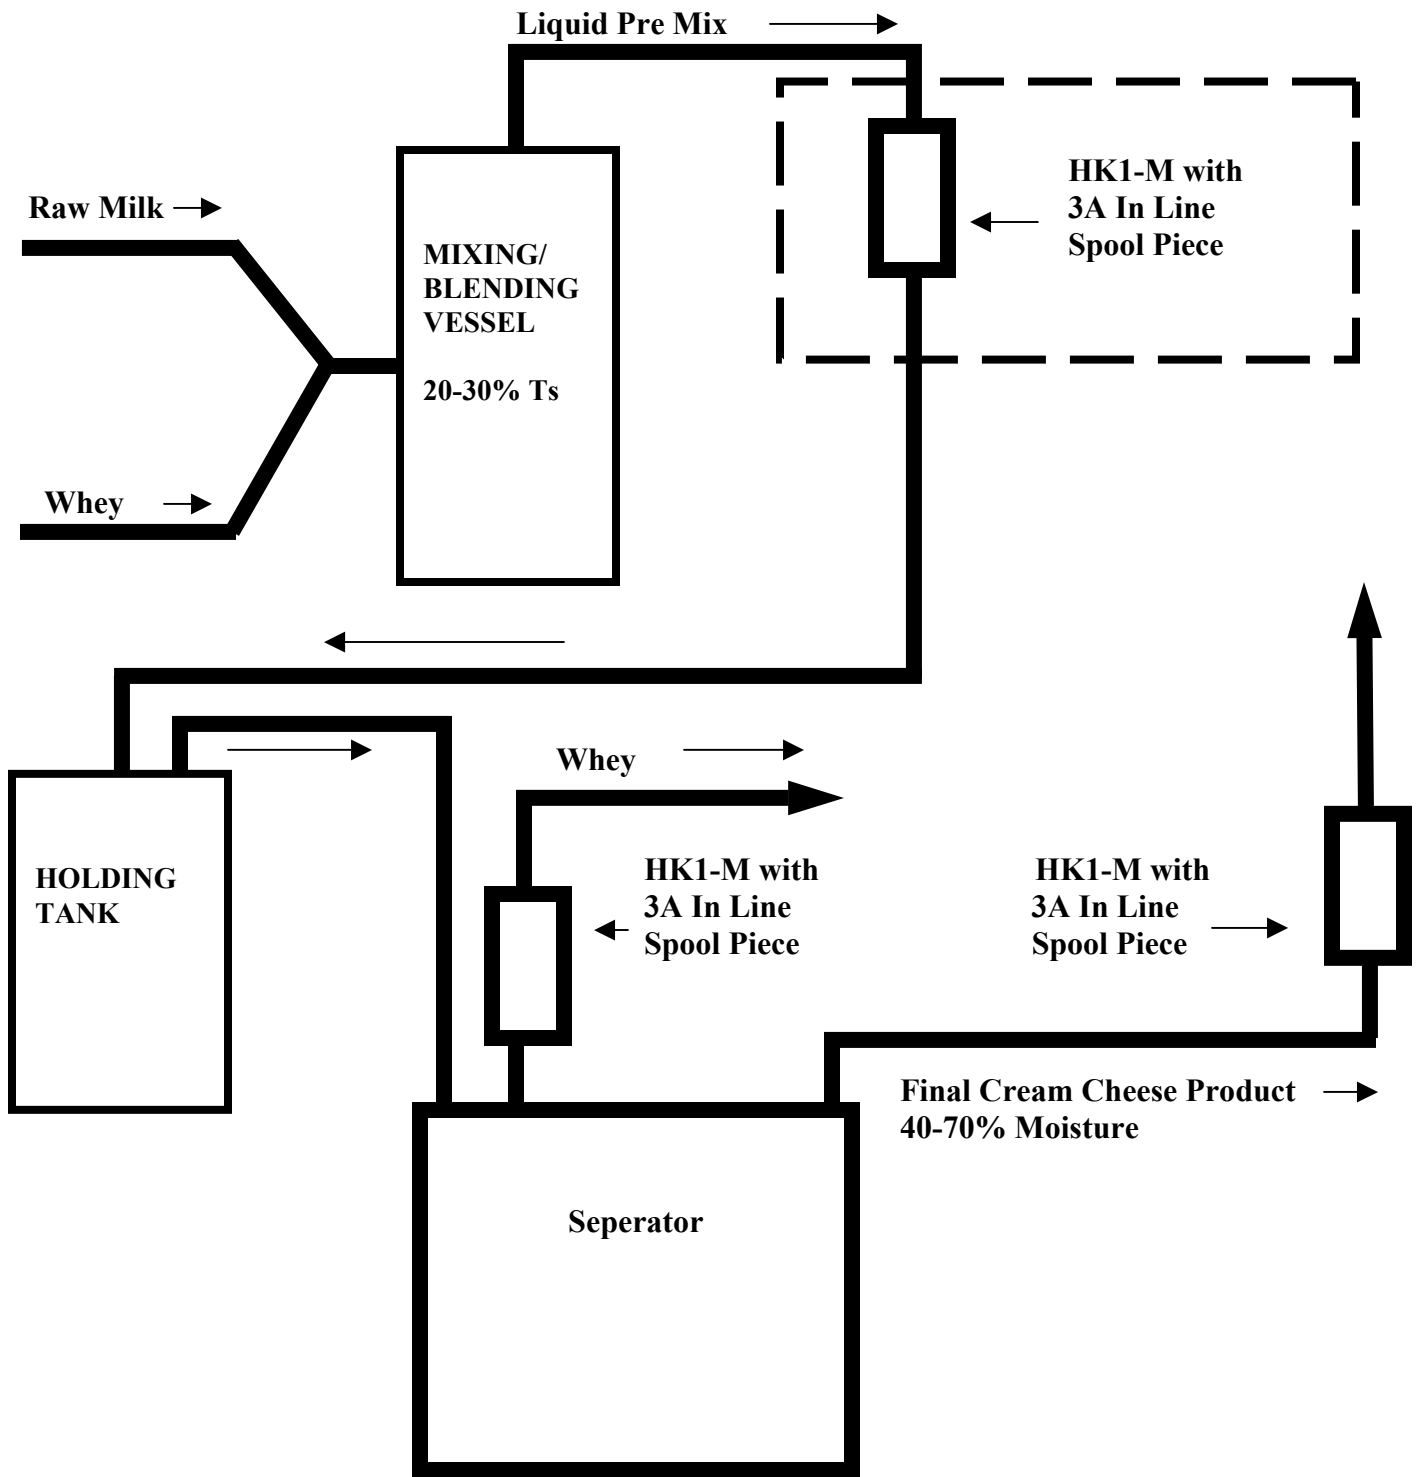 Liquid Pre Mix
HK1-M with
3A In Line
Spool Piece
Raw Milk
MIXING/
BLENDING
VESSEL
20-30% Ts
Whey
Whey
HOLDING
TANK
HK1-M with
3A In Line
Spool Piece
HK1-M with
3A In Line
Spool Piece
Final Cream Cheese Product
40-70% Moisture
Seperator